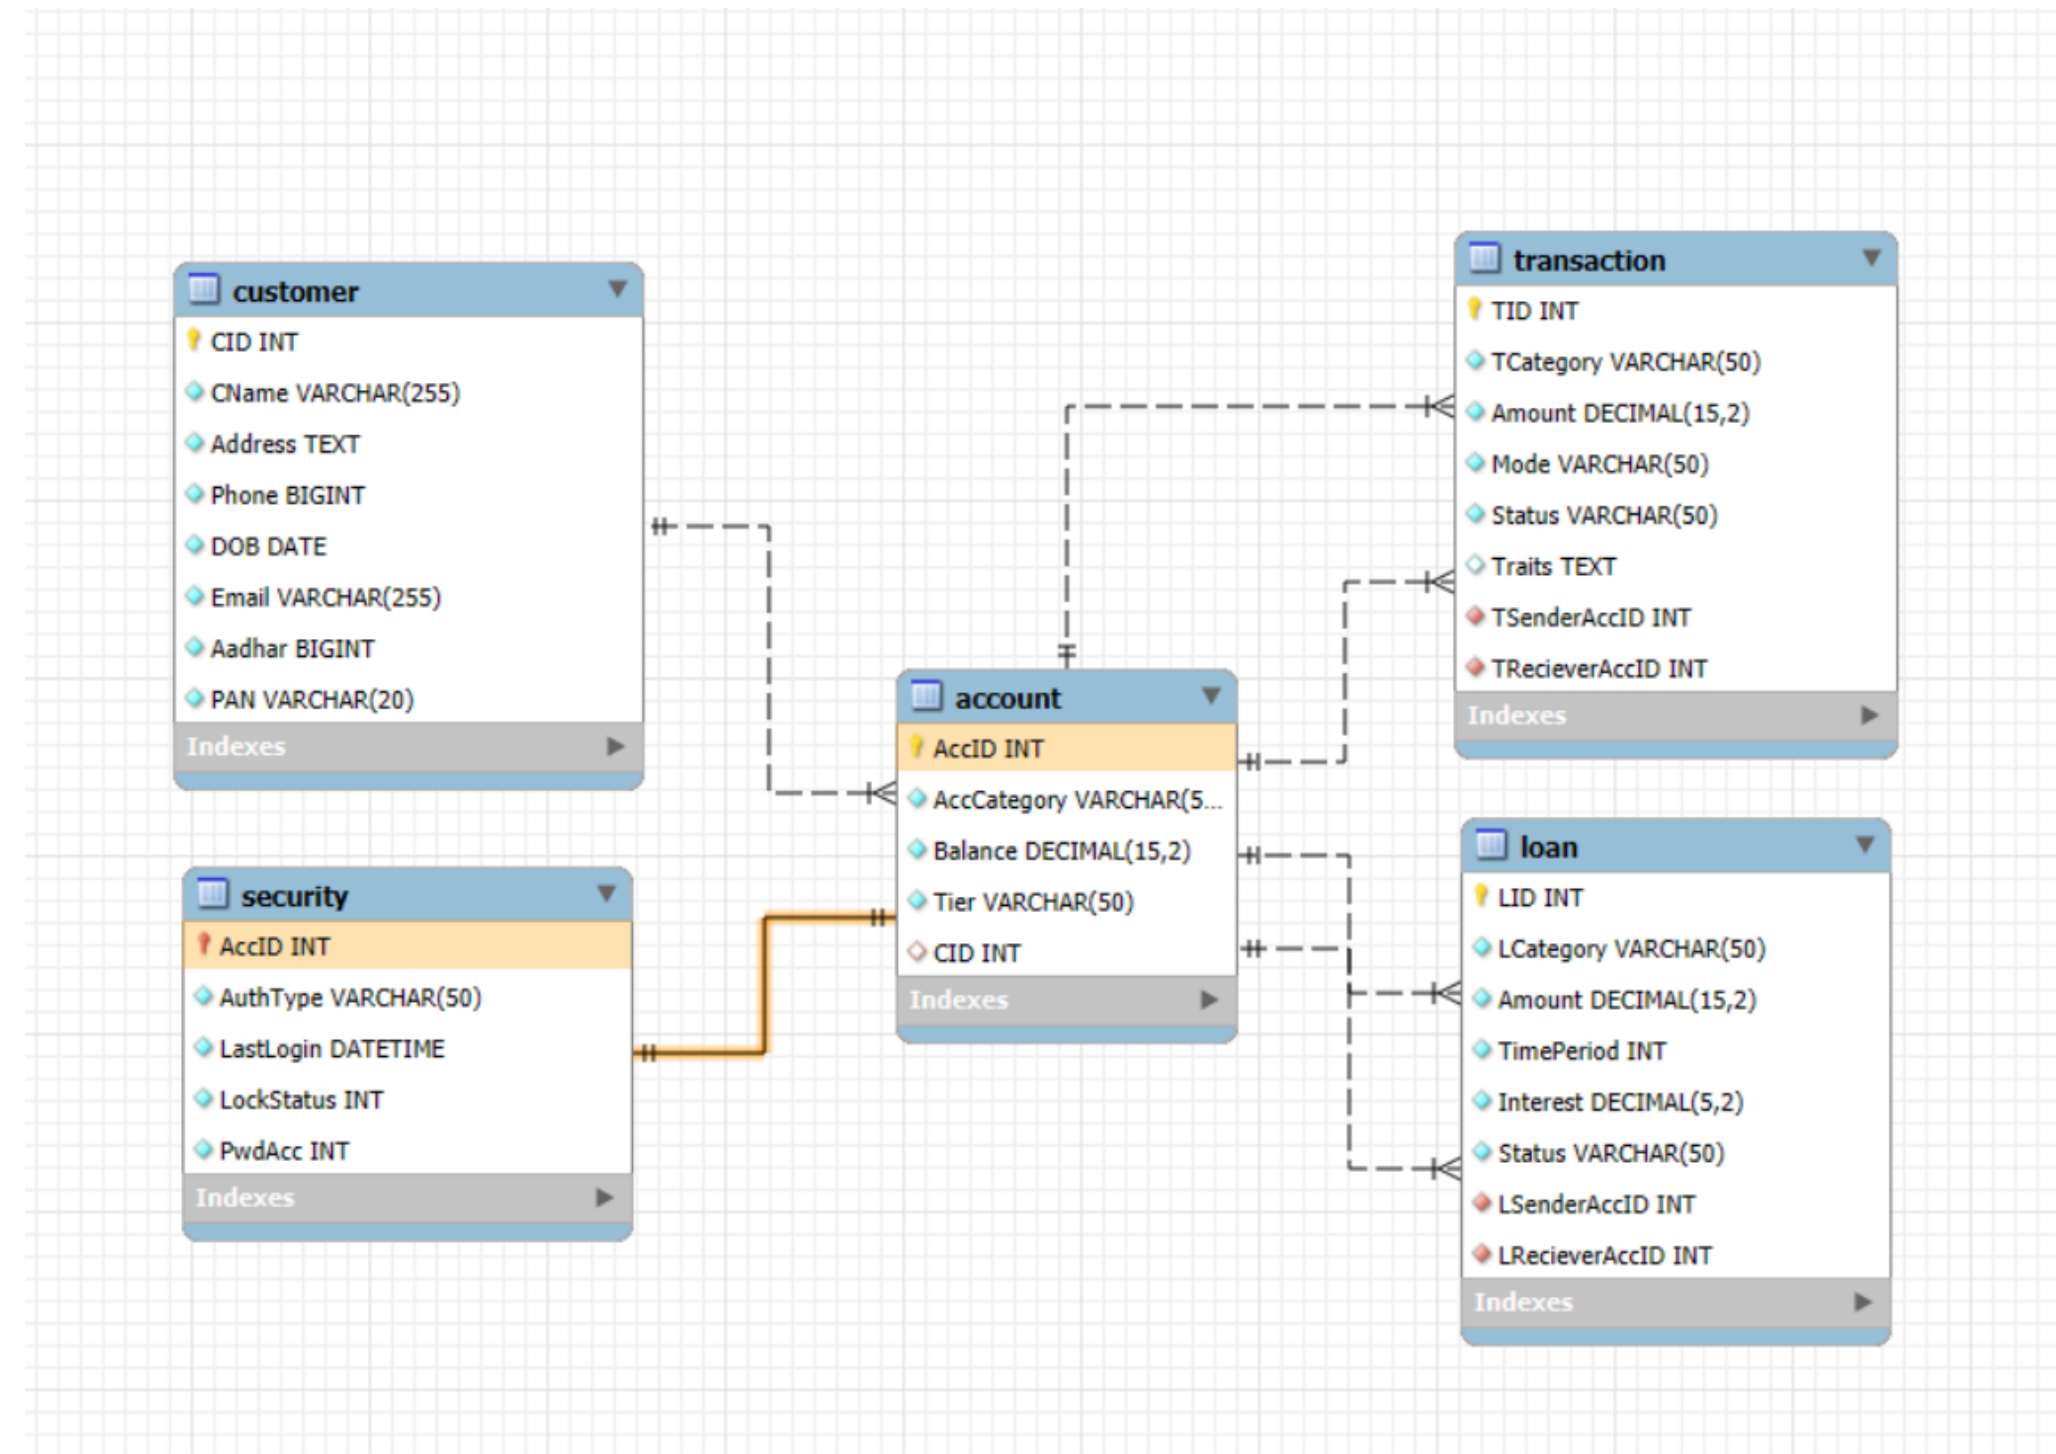 customer
CID INT
CName VARCHAR(255)
Address TEXT
Phone BIGINT
DOB DATE
Email VARCHAR(255)
Aadhar BIGINT
PAN VARCHAR(20)
Indexes
security
AccID INT
AuthType VARCHAR(50)
LastLogin DATETIME
LockStatus INT
PwdAcc INT
Indexes
account
AccID INT
AccCategory VARCHAR(5...
Balance DECIMAL(15,2)
Tier VARCHAR(50)
CID INT
Indexes
transaction
TID INT
TCategory VARCHAR(50)
Amount DECIMAL(15,2)
Mode VARCHAR(50)
Status VARCHAR(50)
Traits TEXT
TSenderAccID INT
TRecieverAccID INT
Indexes
loan
LID INT
LCategory VARCHAR(50)
Amount DECIMAL(15,2)
TimePeriod INT
Interest DECIMAL(5,2)
Status VARCHAR(50)
LSenderAccID INT
LRecieverAccID INT
Indexes